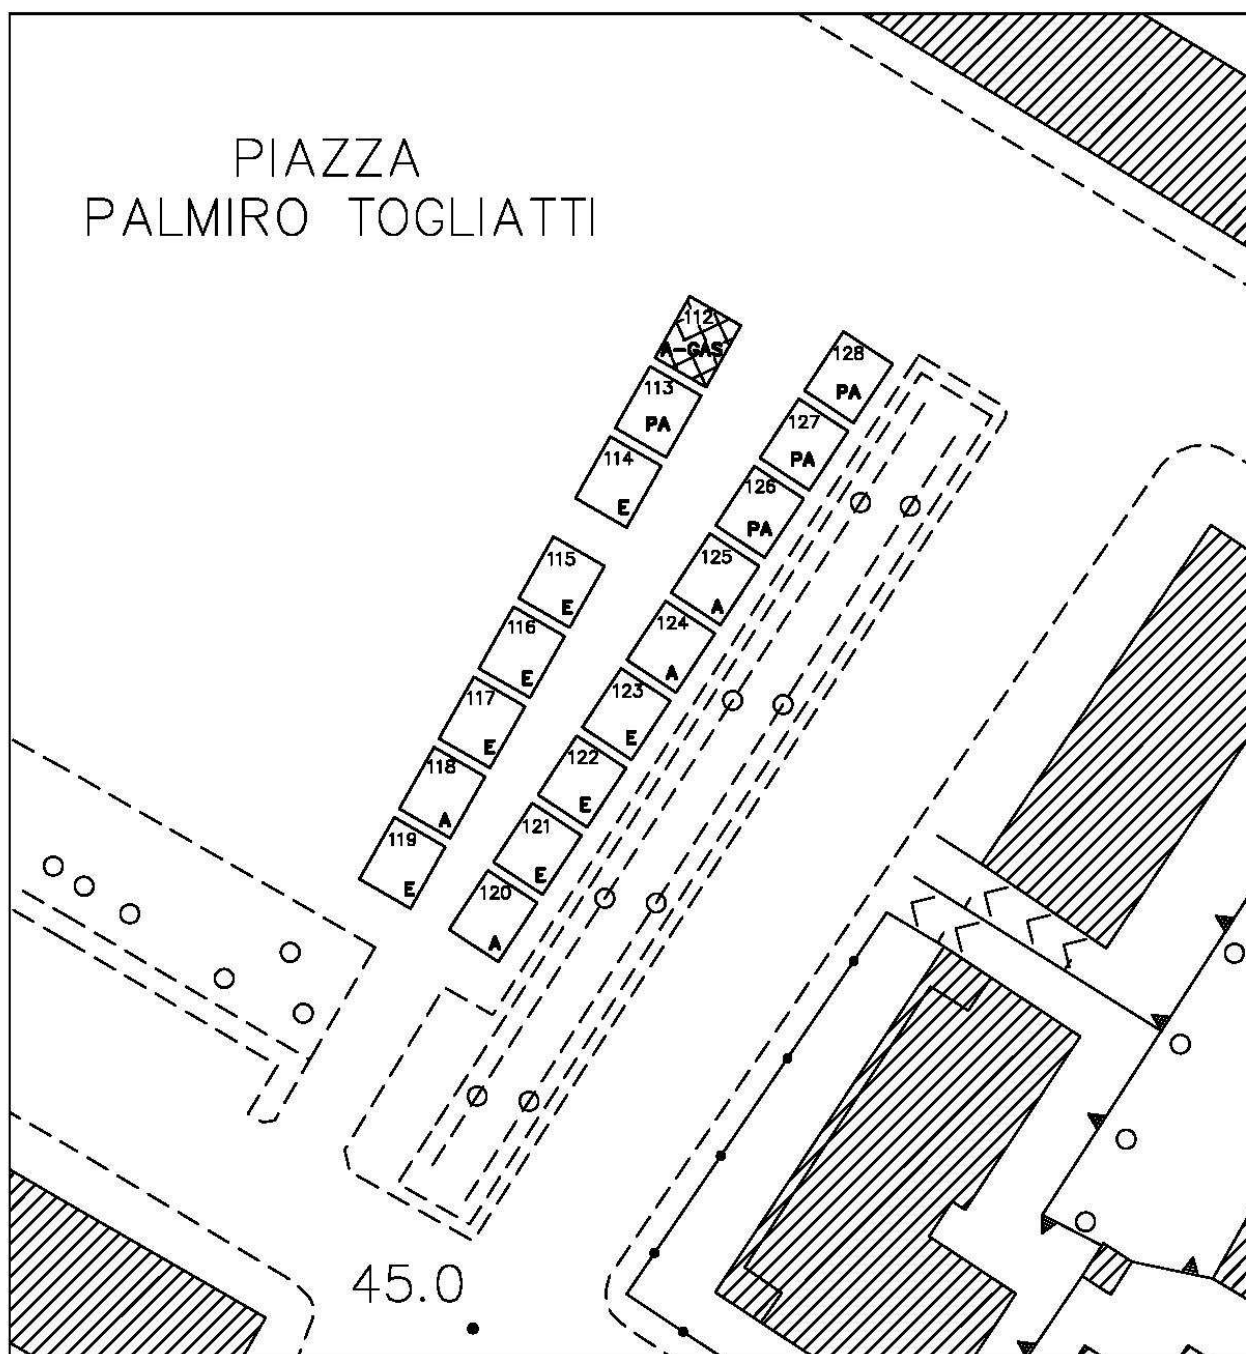 PIAZZA
PALMIRO TOGLIATTI
112
A-GAS
113
PA
114
E
115
E
116
E
117
E
118
A
119
E
128
PA
127
PA
126
PA
125
A
124
A
123
E
122
E
121
E
120
A
45.0